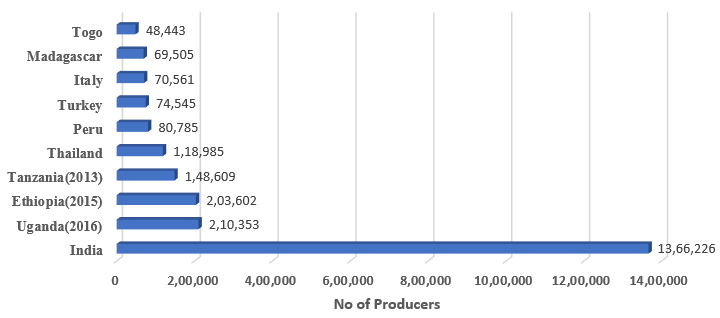 Togo 48,443
Madagascar 69,505
Italy 70,561
Turkey 74,545
Peru 80,785
Thailand 1,18,985
Tanzania(2013) 1,48,609
Ethiopia(2015) 2,03,602
Uganda(2016) 2,10,353
India 13,66,226
0 2,00,000 4,00,000 6,00,000 8,00,000 10,00,000 12,00,000 14,00,000
No of Producers